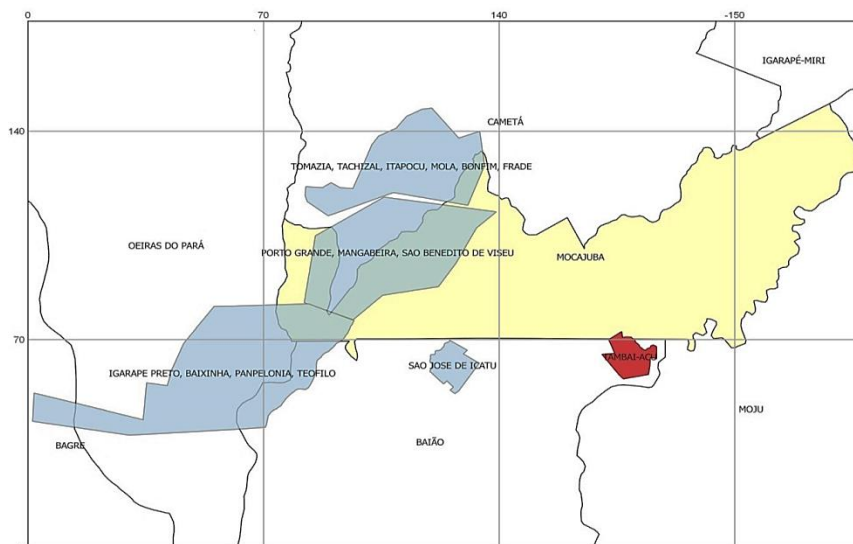 0 70 140 -150
IGARAPÉ-MIRI
CAMETÁ
140
TOMAZIA, TACHIZAL, ITAPOCU, MOLA, BONFIM, FRADE
OEIRAS DO PARÁ
PORTO GRANDE, MANGABEIRA, SAO BENEDITO DE VISEU
MOCAJUBA
70
TAMBAI-AÇU
IGARAPE PRETO, BAIXINHA, PANPELONIA, TEOFILO
SAO JOSE DE ICATU
MOJU
BAGRE
BAIÃO